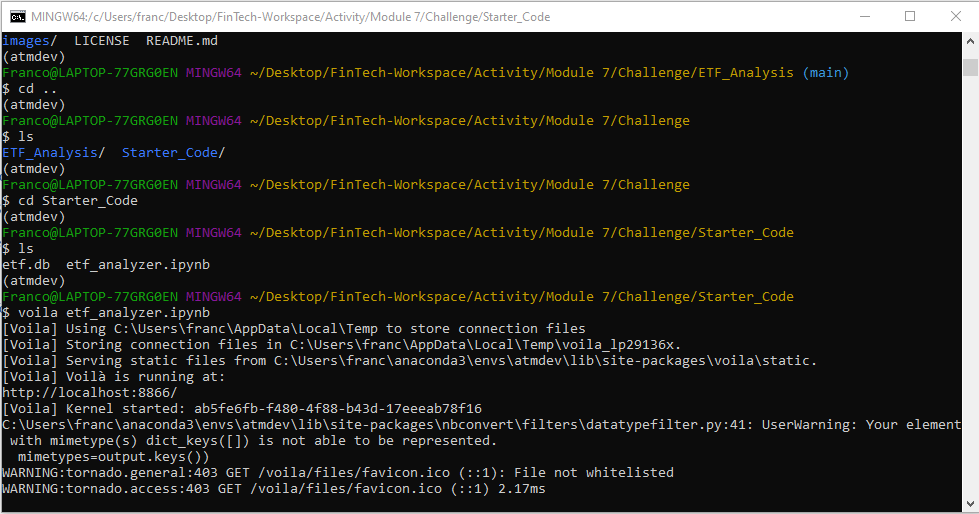 MINGW64:/c/Users/franc/Desktop/FinTech-Workspace/Activity/Module 7/Challenge/Starter_Code
images/  LICENSE  README.md
(atmdev)
Franco@LAPTOP-77GRG0EN MINGW64 ~/Desktop/FinTech-Workspace/Activity/Module 7/Challenge/ETF_Analysis (main)
$ cd ..
(atmdev)
Franco@LAPTOP-77GRG0EN MINGW64 ~/Desktop/FinTech-Workspace/Activity/Module 7/Challenge
$ ls
ETF_Analysis/  Starter_Code/
(atmdev)
Franco@LAPTOP-77GRG0EN MINGW64 ~/Desktop/FinTech-Workspace/Activity/Module 7/Challenge
$ cd Starter_Code
(atmdev)
Franco@LAPTOP-77GRG0EN MINGW64 ~/Desktop/FinTech-Workspace/Activity/Module 7/Challenge/Starter_Code
$ ls
etf.db  etf_analyzer.ipynb
(atmdev)
Franco@LAPTOP-77GRG0EN MINGW64 ~/Desktop/FinTech-Workspace/Activity/Module 7/Challenge/Starter_Code
$ voila etf_analyzer.ipynb
[Voila] Using C:\Users\franc\AppData\Local\Temp to store connection files
[Voila] Storing connection files in C:\Users\franc\AppData\Local\Temp\voila_lp29136x.
[Voila] Serving static files from C:\Users\franc\anaconda3\envs\atmdev\lib\site-packages\voila\static.
[Voila] Voilà is running at:
http://localhost:8866/
[Voila] Kernel started: ab5fe6fb-f480-4f88-b43d-17eeeab78f16
C:\Users\franc\anaconda3\envs\atmdev\lib\site-packages\nbconvert\filters\datatypefilter.py:41: UserWarning: Your element
 with mimetype(s) dict_keys([]) is not able to be represented.
  mimetypes=output.keys())
WARNING:tornado.general:403 GET /voila/files/favicon.ico (::1): File not whitelisted
WARNING:tornado.access:403 GET /voila/files/favicon.ico (::1) 2.17ms